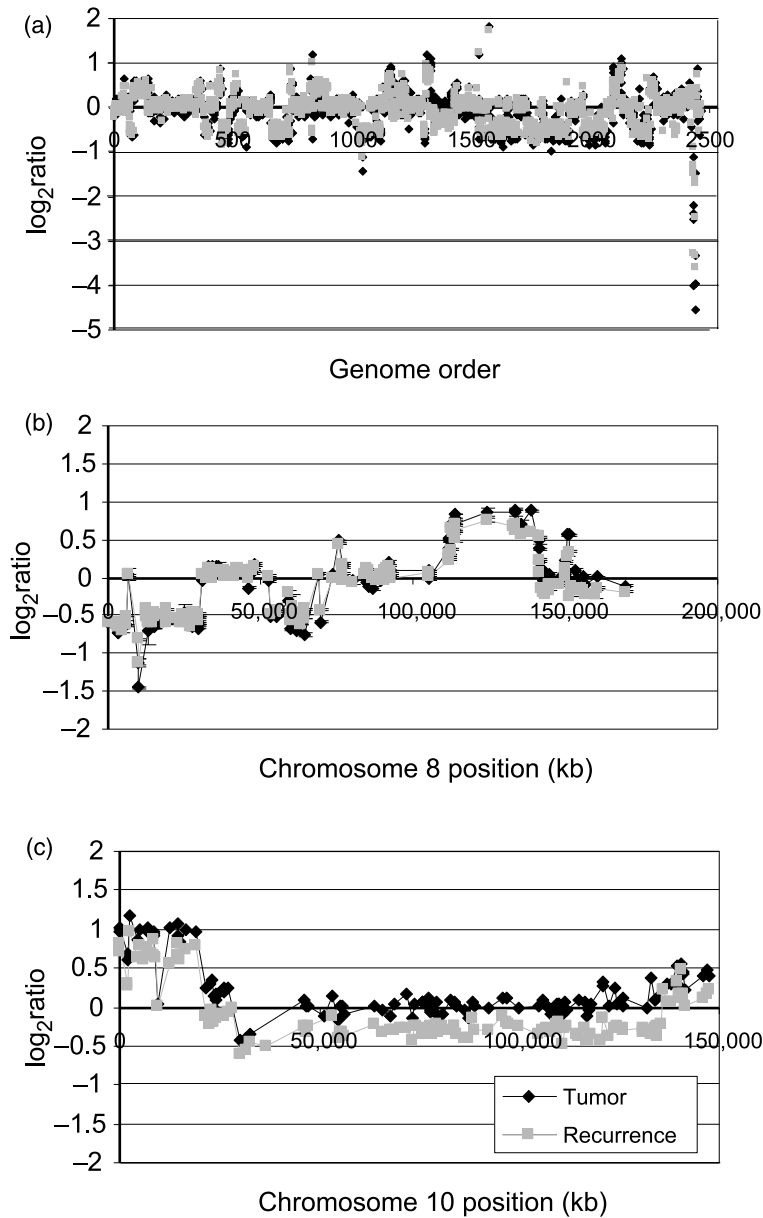 (a)
2
1
0
–1
–2
–3
–4
–5
0 500 1000 1500 2000 2500
log2ratio
Genome order
(b)
2
1.5
1
0.5
0
–0.5
–1
–1.5
–2
0 50,000 100,000 150,000 200,000
log2ratio
Chromosome 8 position (kb)
(c)
2
1.5
1
0.5
0
–0.5
–1
–1.5
–2
0 50,000 100,000 150,000
log2ratio
Tumor
Recurrence
Chromosome 10 position (kb)